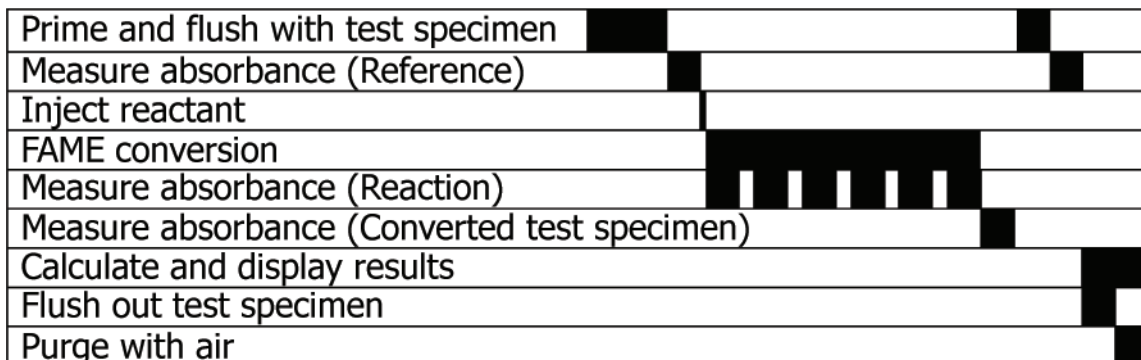 Prime and flush with test specimen
Measure absorbance (Reference)
Inject reactant
FAME conversion
Measure absorbance (Reaction)
Measure absorbance (Converted test specimen)
Calculate and display results
Flush out test specimen
Purge with air